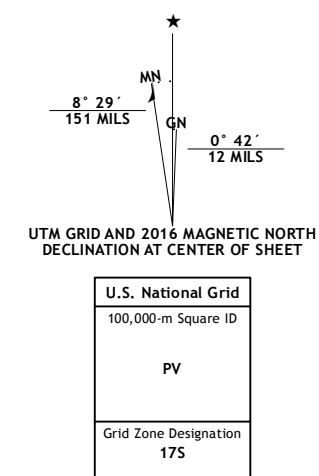 ★
MN
8° 29´
151 MILS
GN
0° 42´
12 MILS
UTM GRID AND 2016 MAGNETIC NORTH
DECLINATION AT CENTER OF SHEET
U.S. National Grid
100,000-m Square ID
PV
Grid Zone Designation
17S